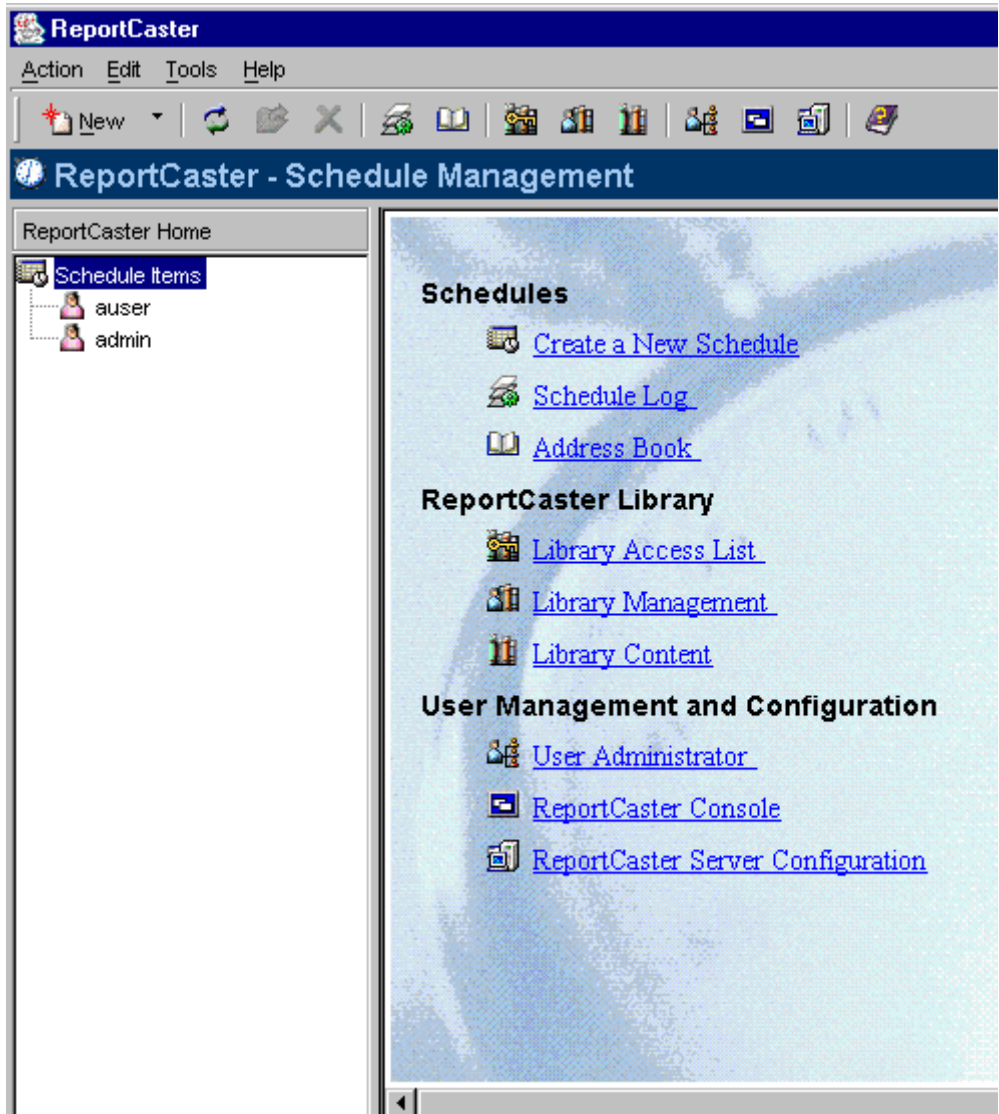 ReportCaster
Action Edit Tools Help
New
ReportCaster - Schedule Management
ReportCaster Home
Schedule Items
auser
admin
Schedules
Create a New Schedule
Schedule Log
Address Book
ReportCaster Library
Library Access List
Library Management
Library Content
User Management and Configuration
User Administrator
ReportCaster Console
ReportCaster Server Configuration